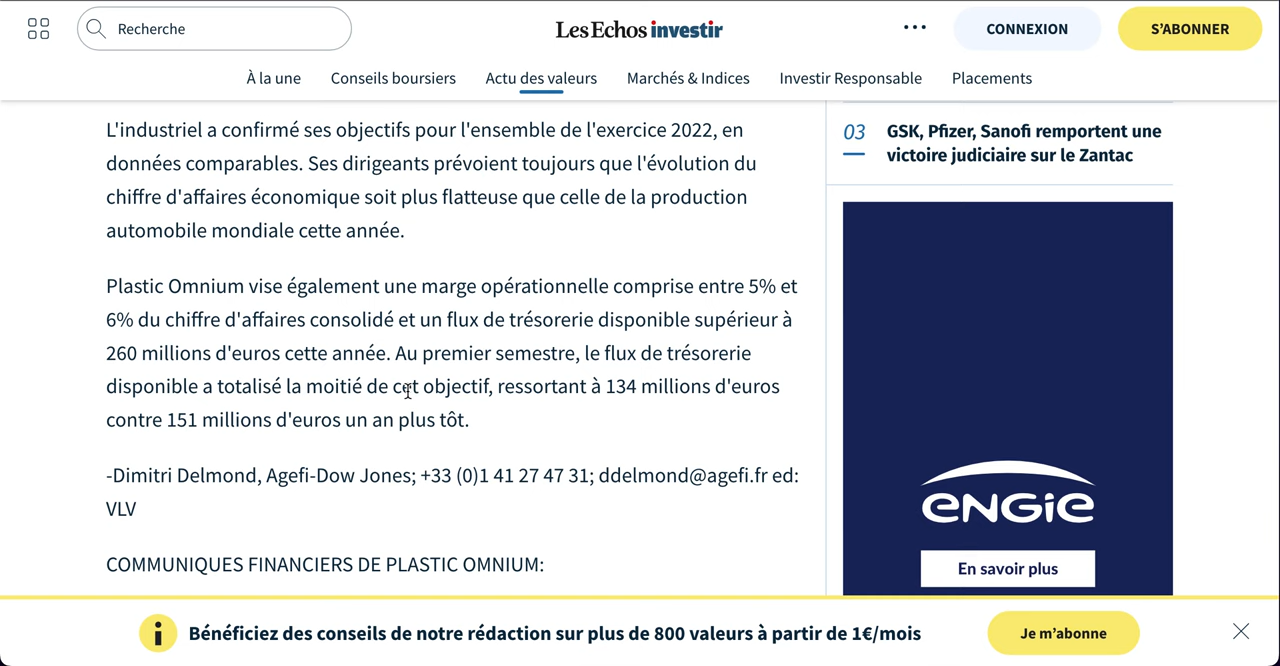 Recherche
Les Echos investir
CONNEXION
S'ABONNER
À la une
Conseils boursiers
Actu des valeurs
Marchés & Indices
Investir Responsable
Placements
L'industriel a confirmé ses objectifs pour l'ensemble de l'exercice 2022, en
données comparables. Ses dirigeants prévoient toujours que l'évolution du
chiffre d'affaires économique soit plus flatteuse que celle de la production
automobile mondiale cette année.
Plastic Omnium vise également une marge opérationnelle comprise entre 5% et
6% du chiffre d'affaires consolidé et un flux de trésorerie disponible supérieur à
260 millions d'euros cette année. Au premier semestre, le flux de trésorerie
disponible a totalisé la moitié de cet objectif, ressortant à 134 millions d'euros
contre 151 millions d'euros un an plus tôt.
-Dimitri Delmond, Agefi-Dow Jones; +33 (0)1 41 27 47 31; ddelmond@agefi.fr ed:
VLV
COMMUNIQUES FINANCIERS DE PLASTIC OMNIUM:
03
GSK, Pfizer, Sanofi remportent une
victoire judiciaire sur le Zantac
ENGIE
En savoir plus
i
Bénéficiez des conseils de notre rédaction sur plus de 800 valeurs à partir de 1€/mois
Je m'abonne